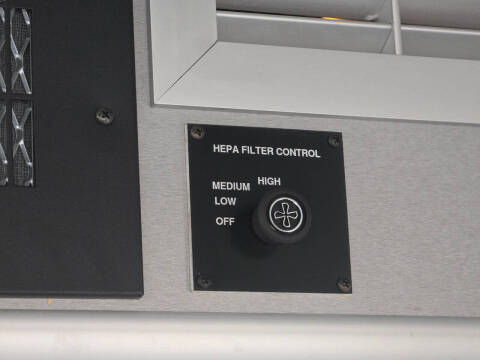 HEPA FILTER CONTROL
HIGH
MEDIUM
LOW
OFF